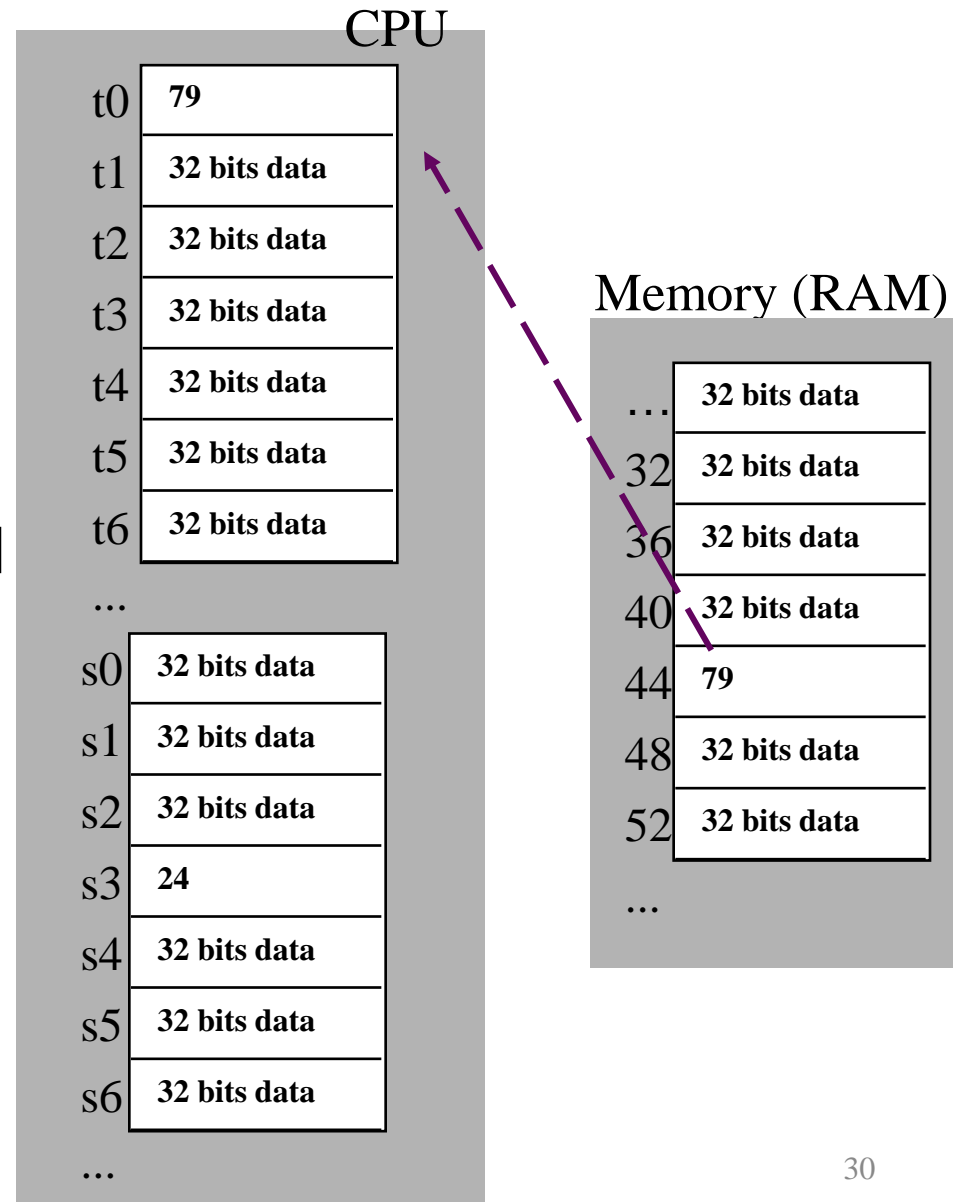 CPU
t0 79
t1 32 bits data
t2 32 bits data
t3 32 bits data
t4 32 bits data
t5 32 bits data
t6 32 bits data
...
s0 32 bits data
s1 32 bits data
s2 32 bits data
s3 24
s4 32 bits data
s5 32 bits data
s6 32 bits data
...
Memory (RAM)
... 32 bits data
32 32 bits data
36 32 bits data
40 32 bits data
44 79
48 32 bits data
52 32 bits data
...
30